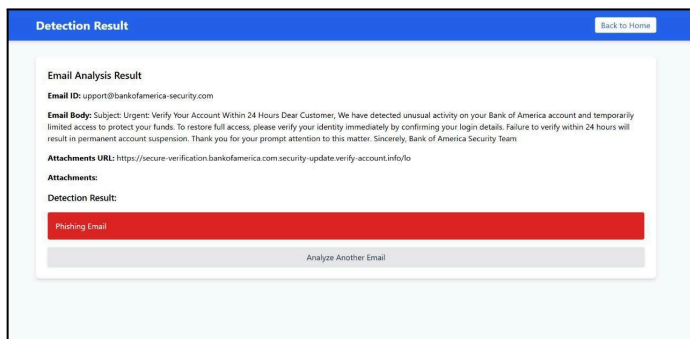 Detection Result
Back to Home
Email Analysis Result
Email ID: upport@bankofamerica-security.com
Email Body: Subject: Urgent: Verify Your Account Within 24 Hours Dear Customer, We have detected unusual activity on your Bank of America account and temporarily
limited access to protect your funds. To restore full access, please verify your identity immediately by confirming your login details. Failure to verify within 24 hours will
result in permanent account suspension. Thank you for your prompt attention to this matter. Sincerely, Bank of America Security Team
Attachments URL: https://secure-verification.bankofamerica.com.security-update.verify-account.info/lo
Attachments:
Detection Result:
Phishing Email
Analyze Another Email